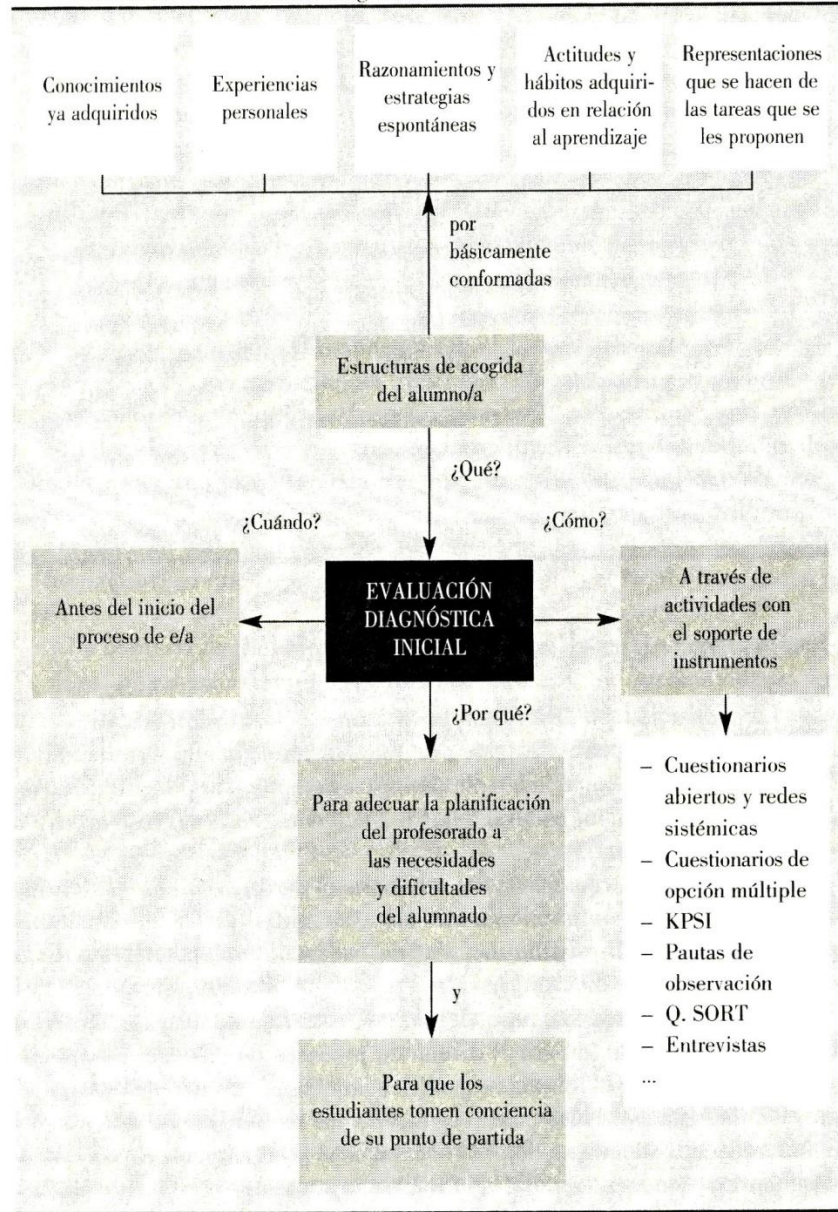 Conocimientos
ya adquiridos
Experiencias
personales
Razonamientos y
estrategias
espontáneas
Actitudes y
hábitos adquiri-
dos en relación
al aprendizaje
Representaciones
que se hacen de
las tareas que se
les proponen
por
básicamente
conformadas
Estructuras de acogida
del alumno/a
¿Qué?
¿Cuándo?
¿Cómo?
Antes del inicio del
proceso de e/a
EVALUÁCIÓN
DIAGNÓSTICA
INICIAL
A través de
actividades con
el soporte de
instrumentos
¿Por qué?
Para adecuar la planificación
del profesorado a
las necesidades
y dificultades
del alumnado
– Cuestionarios
abiertos y redes
sistémicas
– Cuestionarios de
opción múltiple
– KPSI
– Pautas de
observación
– Q. SORT
– Entrevistas
...
y
Para que los
estudiantes tomen conciencia
de su punto de partida